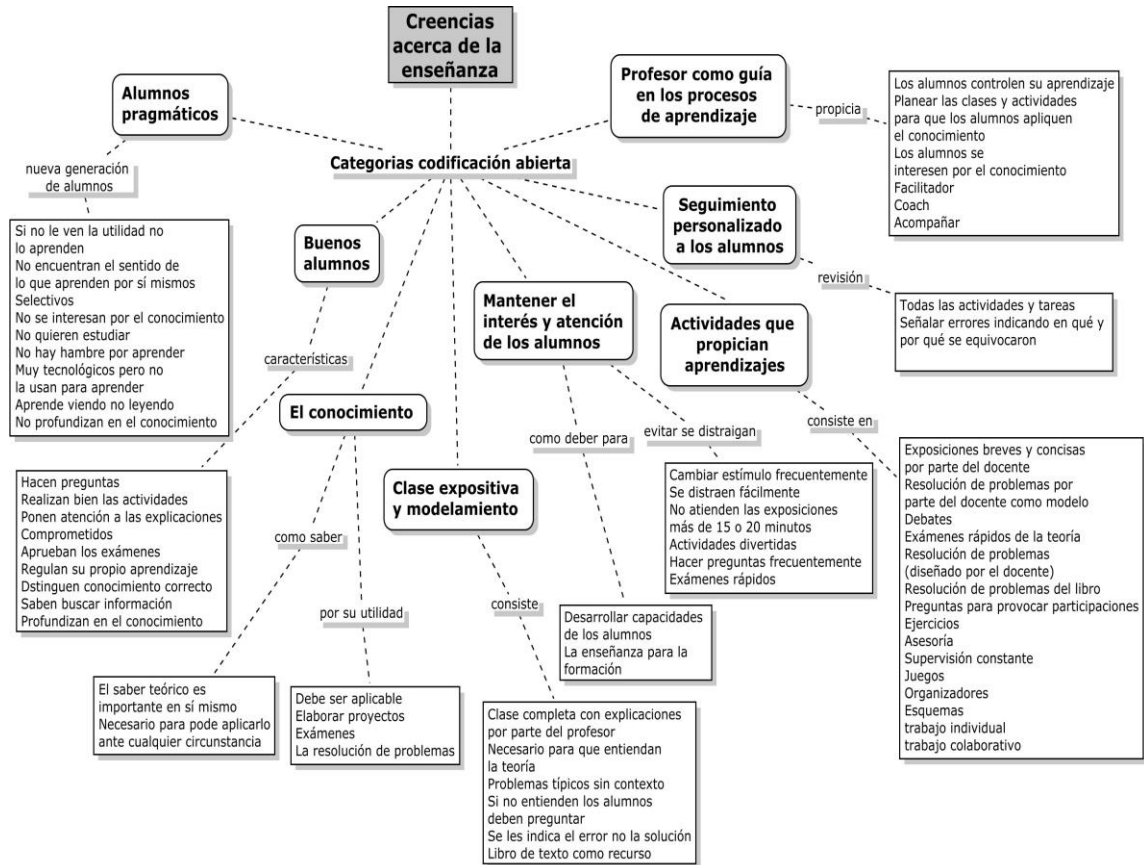 Creencias
acerca de la
enseñanza
Alumnos
pragmáticos
Profesor como guía
en los procesos
de aprendizaje
propicia
Los alumnos controlen su aprendizaje
Planear las clases y actividades
para que los alumnos apliquen
el conocimiento
Los alumnos se
interesen por el conocimiento
Facilitador
Coach
Acompañar
Categorias codificación abierta
nueva generación
de alumnos
Si no le ven la utilidad no
lo aprenden
No encuentran el sentido de
lo que aprenden por sí mismos
Selectivos
No se interesan por el conocimiento
No quieren estudiar
No hay hambre por aprender
Muy tecnológicos pero no
la usan para aprender
Aprende viendo no leyendo
No profundizan en el conocimiento
Buenos
alumnos
Seguimiento
personalizado
a los alumnos
revisión
Todas las actividades y tareas
Señalar errores indicando en qué y
por qué se equivocaron
Mantener el
interés y atención
de los alumnos
Actividades que
propician
aprendizajes
características
El conocimiento
como deber para
evitar se distraigan
consiste en
Hacen preguntas
Realizan bien las actividades
Ponen atención a las explicaciones
Comprometidos
Aprueban los exámenes
Regulan su propio aprendizaje
Dstinguen conocimiento correcto
Saben buscar información
Profundizan en el conocimiento
Clase expositiva
y modelamiento
Cambiar estímulo frecuentemente
Se distraen fácilmente
No atienden las exposiciones
más de 15 o 20 minutos
Actividades divertidas
Hacer preguntas frecuentemente
Exámenes rápidos
Exposiciones breves y concisas
por parte del docente
Resolución de problemas por
parte del docente como modelo
Debates
Exámenes rápidos de la teoría
Resolución de problemas
(diseñado por el docente)
Resolución de problemas del libro
Preguntas para provocar participaciones
Ejercicios
Asesoría
Supervisión constante
Juegos
Organizadores
Esquemas
trabajo individual
trabajo colaborativo
como saber
por su utilidad
consiste
Desarrollar capacidades
de los alumnos
La enseñanza para la
formación
El saber teórico es
importante en sí mismo
Necesario para pode aplicarlo
ante cualquier circunstancia
Debe ser aplicable
Elaborar proyectos
Exámenes
La resolución de problemas
Clase completa con explicaciones
por parte del profesor
Necesario para que entiendan
la teoría
Problemas típicos sin contexto
Si no entienden los alumnos
deben preguntar
Se les indica el error no la solución
Libro de texto como recurso